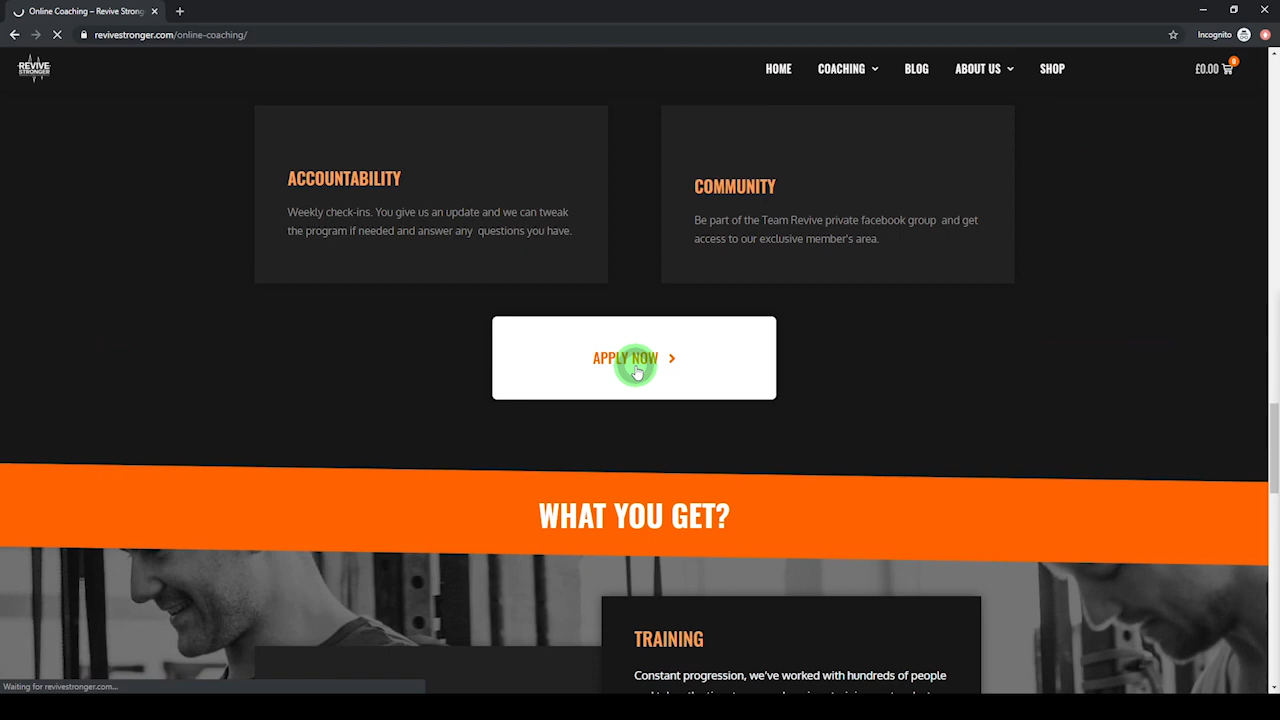 Online Coaching – Revive Stronge
revivestronger.com/online-coaching/
Incognito
REVIVE
STRONGER
HOME
COACHING
BLOG
ABOUT US
SHOP
£0.00
0
ACCOUNTABILITY
Weekly check-ins. You give us an update and we can tweak
the program if needed and answer any questions you have.
COMMUNITY
Be part of the Team Revive private facebook group and get
access to our exclusive member's area.
APPLY NOW
WHAT YOU GET?
TRAINING
Constant progression, we've worked with hundreds of people
Waiting for revivestronger.com...